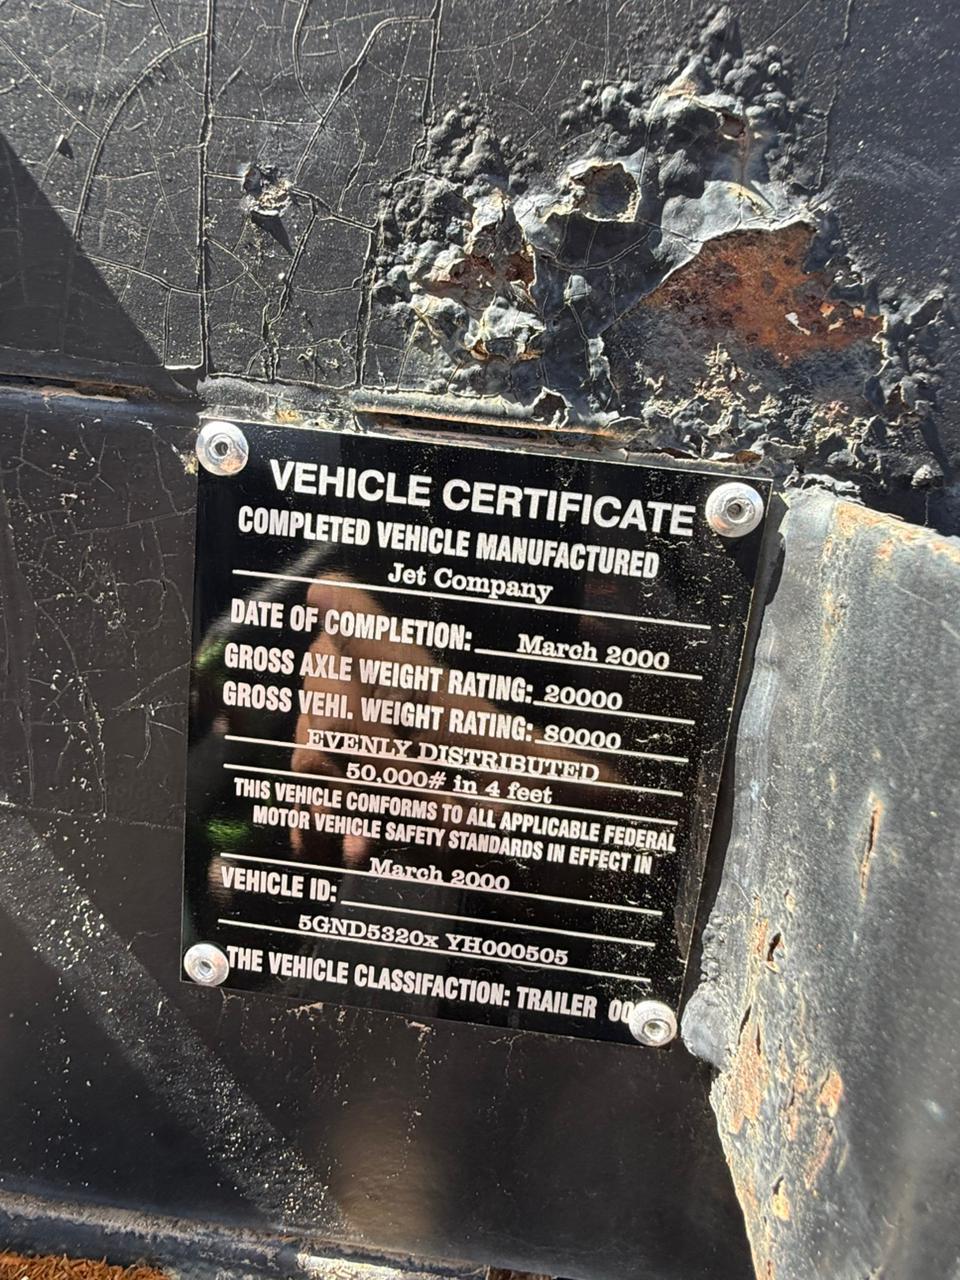 VEHICLE CERTIFICATE
COMPLETED VEHICLE MANUFACTURED
Jet Company
DATE OF COMPLETION: March 2000
GROSS AXLE WEIGHT RATING: 20000
GROSS VEHI. WEIGHT RATING: 80000
EVENLY DISTRIBUTED
50,000# in 4 feet
THIS VEHICLE CONFORMS TO ALL APPLICABLE FEDERAL
MOTOR VEHICLE SAFETY STANDARDS IN EFFECT IN
March 2000
VEHICLE ID:
5GND5320x YH000505
THE VEHICLE CLASSIFACTION: TRAILER 00